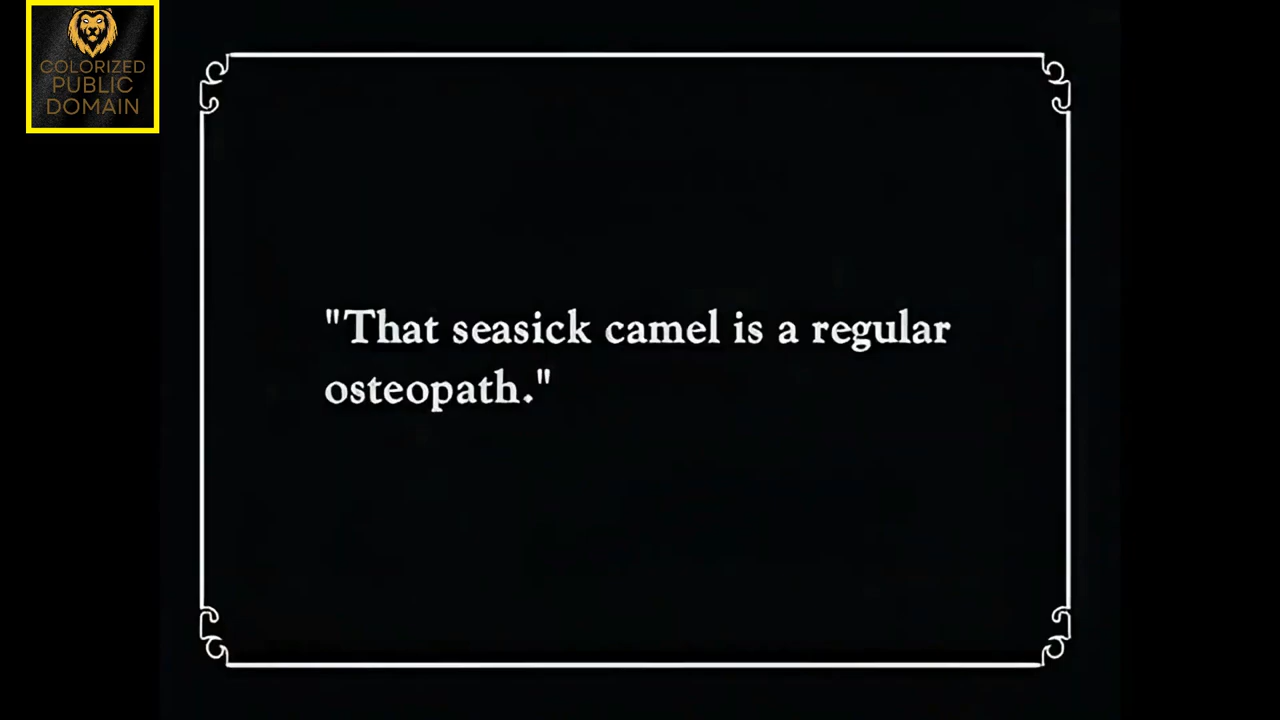 COLORIZED
PUBLIC
DOMAIN
"That seasick camel is a regular
osteopath."